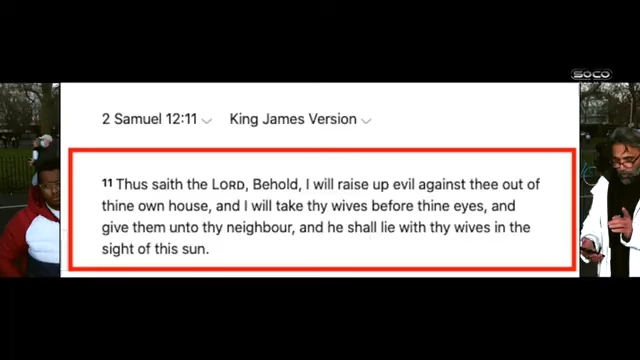 SOCO
2 Samuel 12:11 King James Version
11 Thus saith the LORD, Behold, I will raise up evil against thee out of
thine own house, and I will take thy wives before thine eyes, and
give them unto thy neighbour, and he shall lie with thy wives in the
sight of this sun.